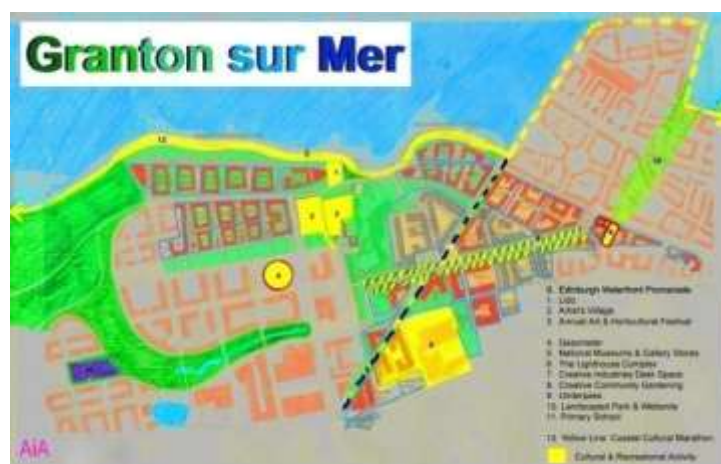 Granton sur Mer
0. Edinburgh Waterfront Promenade
1. Lido
2. Artist's Village
3. Annual Art & Horticultural Festival
4. Gasometer
5. National Museums & Gallery Stores
6. The Lighthouse Complex
7. Creative Industries Desk Space
8. Creative Community Gardening
9. Underpass
10. Landscaped Park & Wetlands
11. Primary School
12. Yellow Line: Coastal Cultural Marathon
Cultural & Recreational Activity
AiA